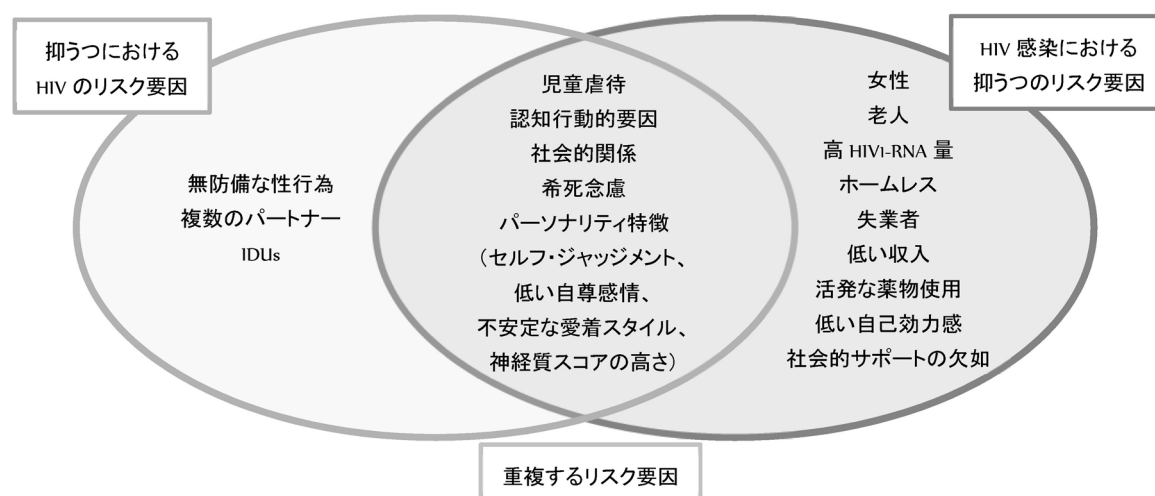 抑うつにおける
HIV のリスク要因
無防備な性行為
複数のパートナー
IDUs
児童虐待
認知行動的要因
社会的関係
希死念慮
パーソナリティ特徴
（セルフ・ジャッジメント、
低い自尊感情、
不安定な愛着スタイル、
神経質スコアの高さ）
女性
老人
高 HIV1-RNA 量
ホームレス
失業者
低い収入
活発な薬物使用
低い自己効力感
社会的サポートの欠如
HIV 感染における
抑うつのリスク要因
重複するリスク要因